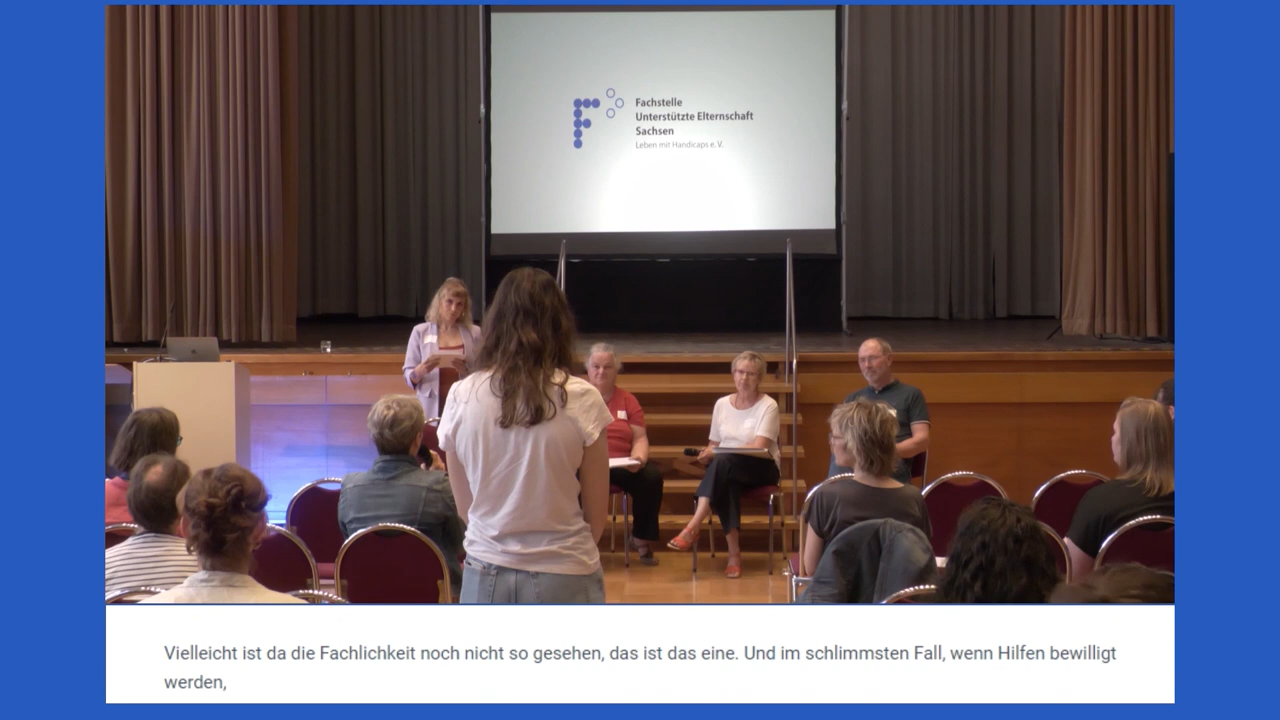 Fachstelle
Unterstützte Elternschaft
Sachsen
Leben mit Handicaps e. V.
Vielleicht ist da die Fachlichkeit noch nicht so gesehen, das ist das eine. Und im schlimmsten Fall, wenn Hilfen bewilligt
werden,